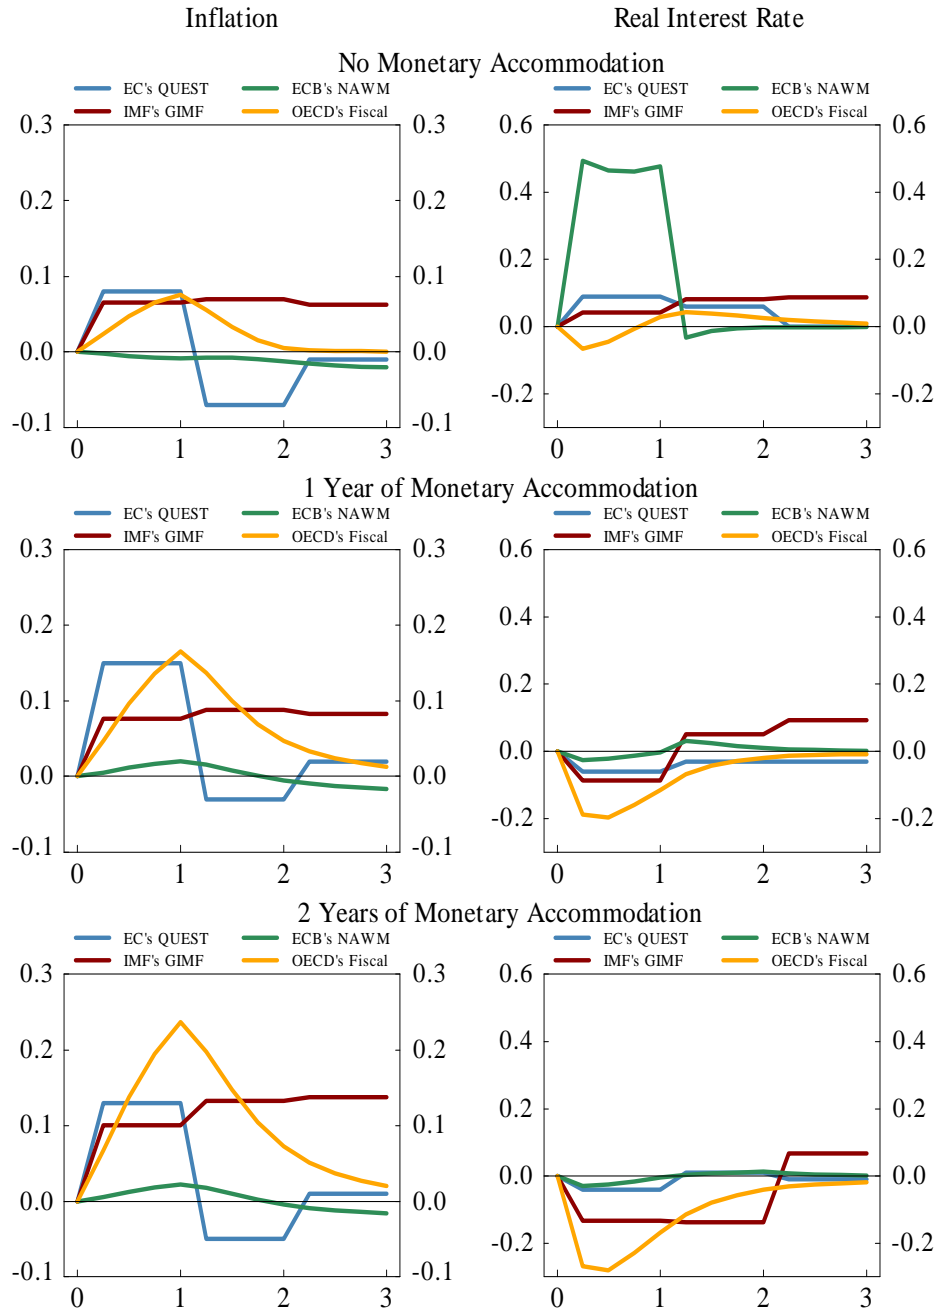 Inflation Real Interest Rate
No Monetary Accommodation
EC's QUEST ECB's NAWM EC's QUEST ECB's NAWM
IMF's GIMF OECD's Fiscal IMF's GIMF OECD's Fiscal
0.3 0.3 0.6 0.6
0.2 0.2 0.4 0.4
0.1 0.1 0.2 0.2
0.0 0.0 0.0 0.0
-0.1 -0.1 -0.2 -0.2
0 1 2 3 0 1 2 3
1 Year of Monetary Accommodation
EC's QUEST ECB's NAWM EC's QUEST ECB's NAWM
IMF's GIMF OECD's Fiscal IMF's GIMF OECD's Fiscal
0.3 0.3 0.6 0.6
0.2 0.2 0.4 0.4
0.1 0.1 0.2 0.2
0.0 0.0 0.0 0.0
-0.1 -0.1 -0.2 -0.2
0 1 2 3 0 1 2 3
2 Years of Monetary Accommodation
EC's QUEST ECB's NAWM EC's QUEST ECB's NAWM
IMF's GIMF OECD's Fiscal IMF's GIMF OECD's Fiscal
0.3 0.3 0.6 0.6
0.2 0.2 0.4 0.4
0.1 0.1 0.2 0.2
0.0 0.0 0.0 0.0
-0.1 -0.1 -0.2 -0.2
0 1 2 3 0 1 2 3